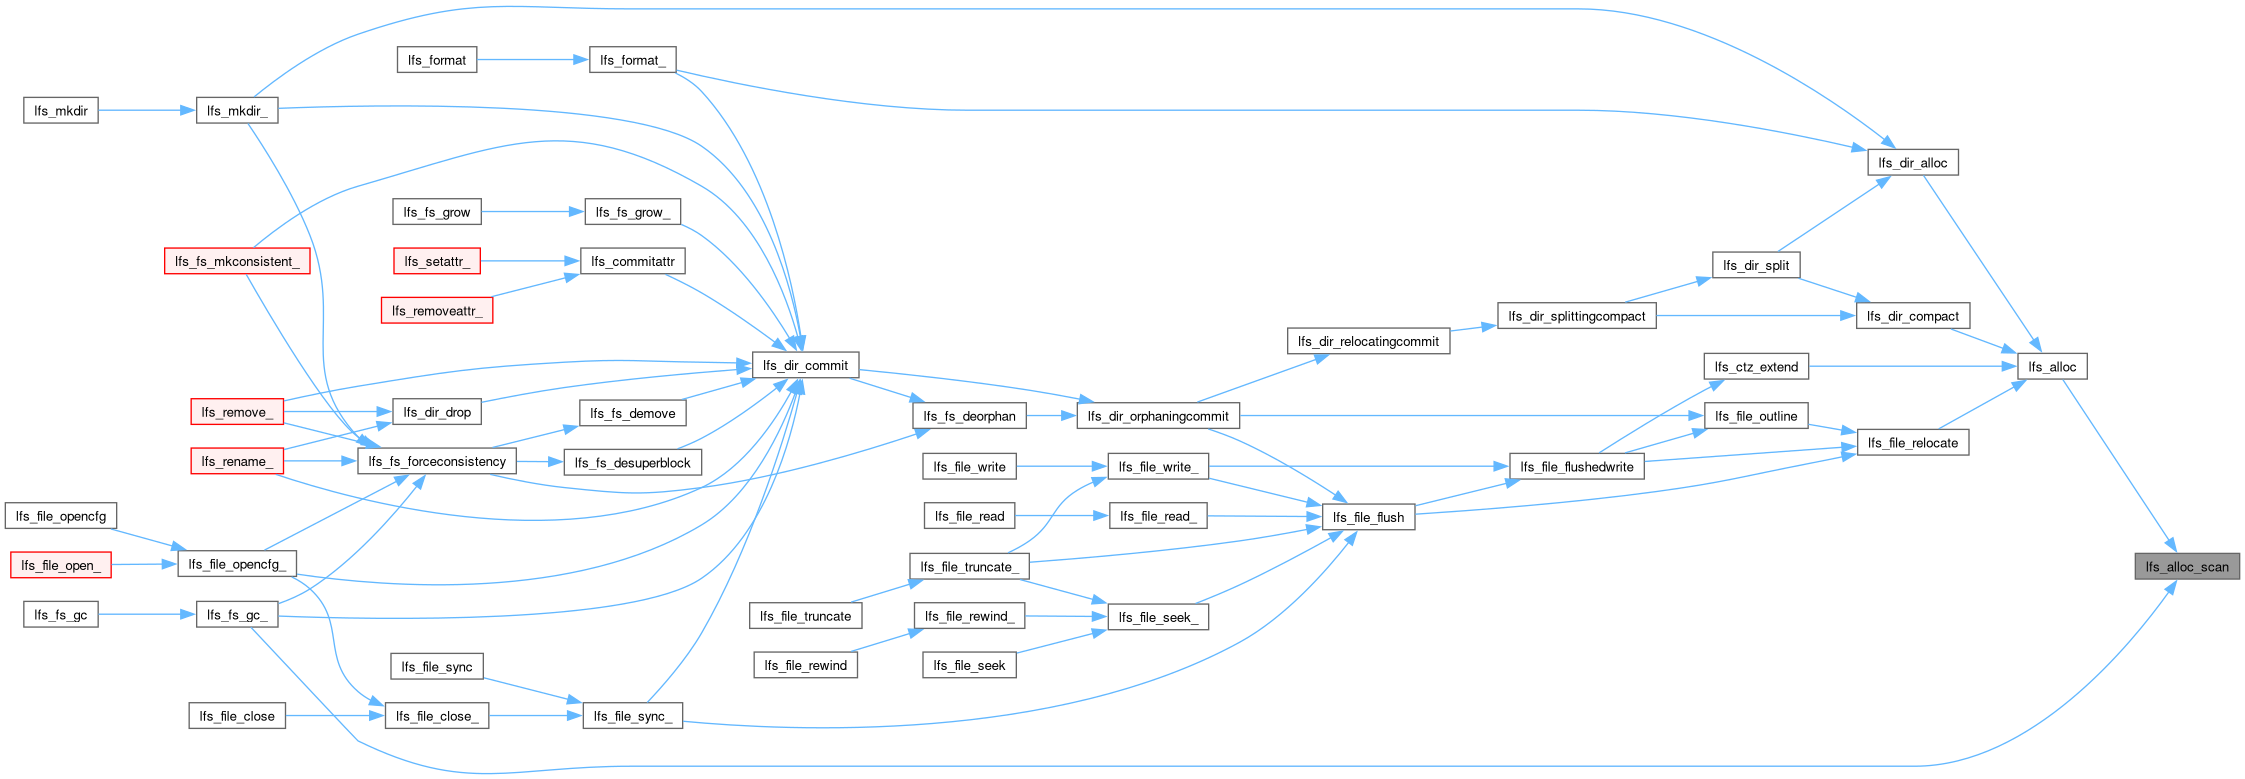 lfs_format
lfs_format_
lfs_mkdir
lfs_mkdir_
lfs_dir_alloc
lfs_fs_grow
lfs_fs_grow_
lfs_fs_mkconsistent_
lfs_setattr_
lfs_commitattr
lfs_dir_split
lfs_removeattr_
lfs_dir_splittingcompact
lfs_dir_compact
lfs_dir_relocatingcommit
lfs_dir_commit
lfs_ctz_extend
lfs_alloc
lfs_remove_
lfs_dir_drop
lfs_fs_demove
lfs_fs_deorphan
lfs_dir_orphaningcommit
lfs_file_outline
lfs_file_relocate
lfs_rename_
lfs_fs_forceconsistency
lfs_fs_desuperblock
lfs_file_write
lfs_file_write_
lfs_file_flushedwrite
lfs_file_opencfg
lfs_file_read
lfs_file_read_
lfs_file_flush
lfs_file_open_
lfs_file_opencfg_
lfs_file_truncate_
lfs_alloc_scan
lfs_fs_gc
lfs_fs_gc_
lfs_file_truncate
lfs_file_rewind_
lfs_file_seek_
lfs_file_sync
lfs_file_rewind
lfs_file_seek
lfs_file_close
lfs_file_close_
lfs_file_sync_